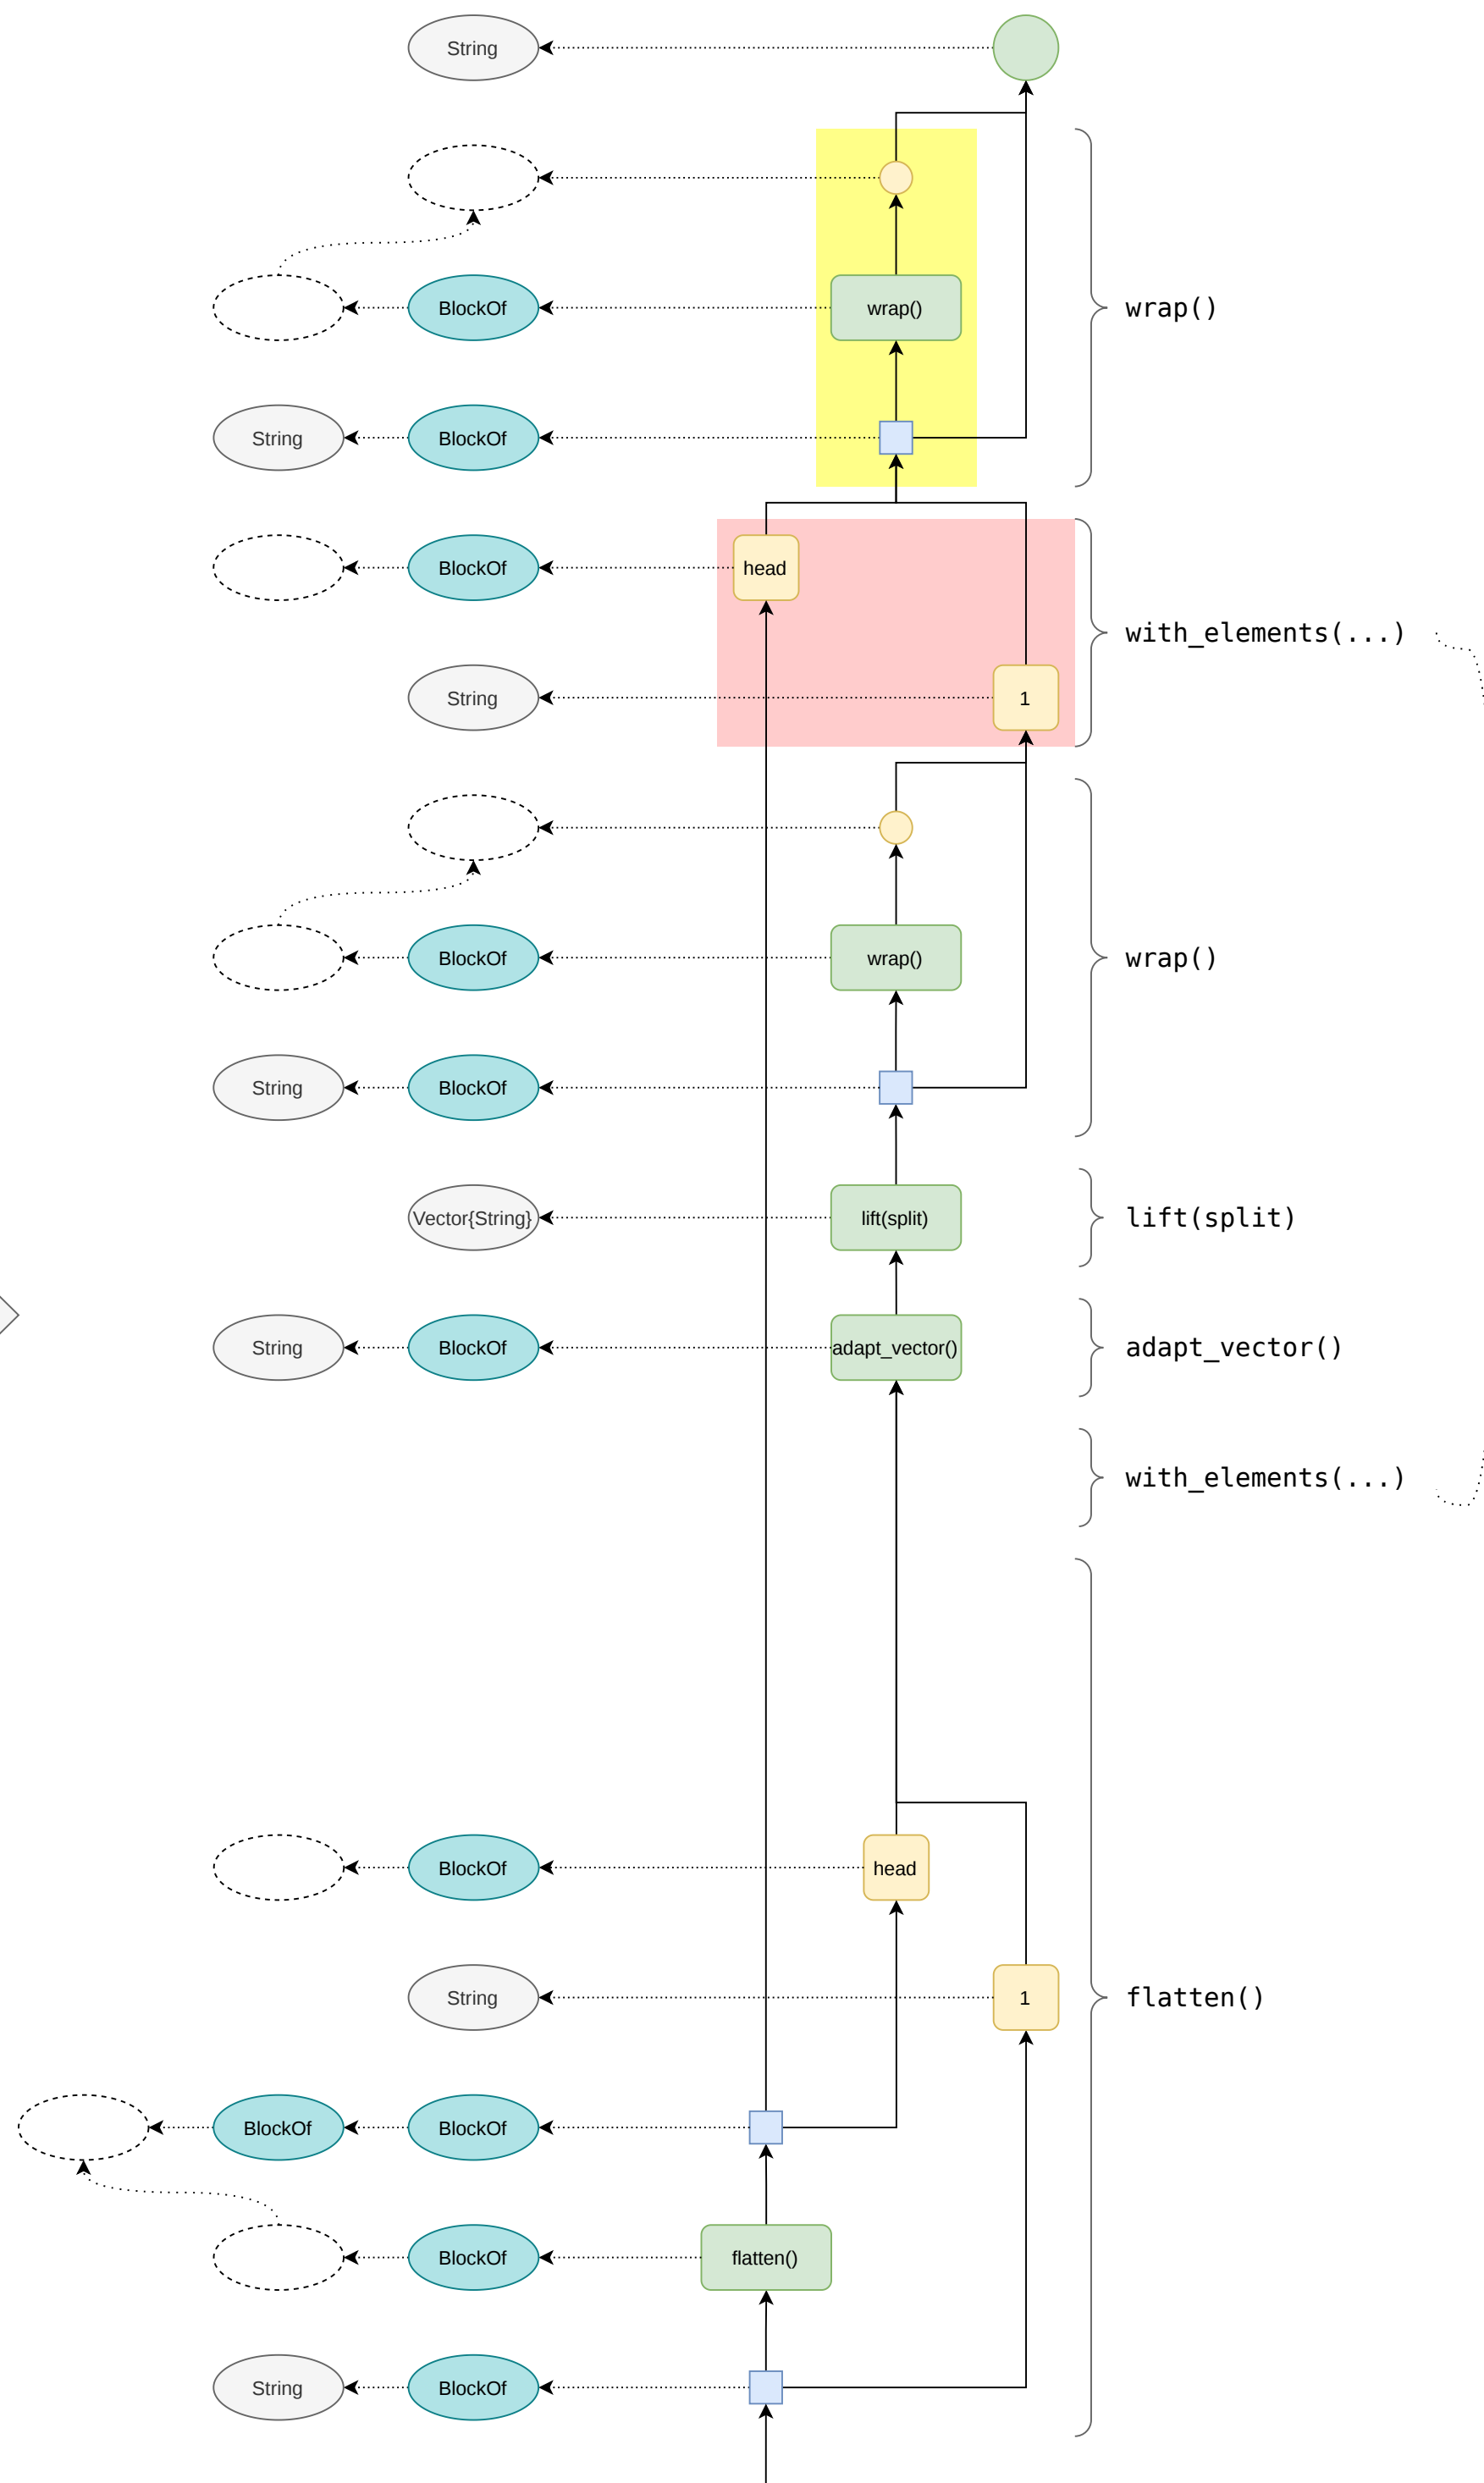 String
BlockOf
wrap()
wrap()
String
BlockOf
BlockOf
head
with_elements(...)
String
1
BlockOf
wrap()
wrap()
String
BlockOf
Vector{String}
lift(split)
lift(split)
String
BlockOf
adapt_vector()
adapt_vector()
with_elements(...)
BlockOf
head
String
1
flatten()
BlockOf
BlockOf
BlockOf
flatten()
String
BlockOf